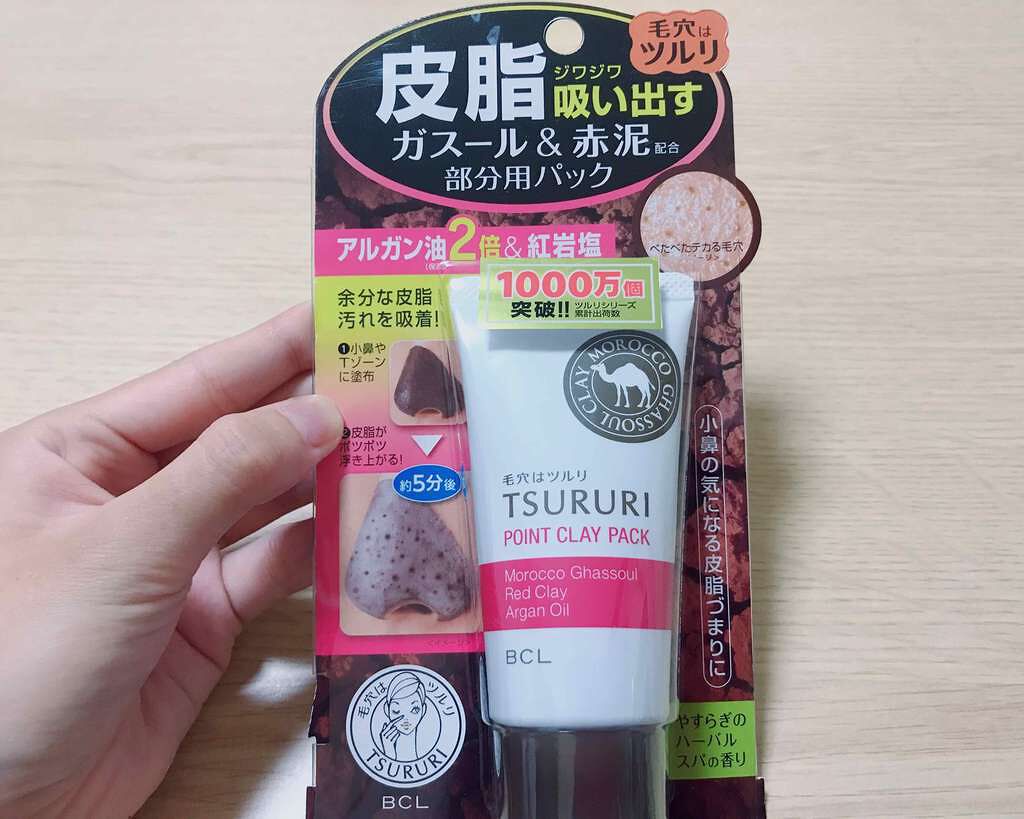 毛穴は
ツルリ
皮脂
ジワジワ
吸い出す
ガスール&赤泥配合
部分用パック
べたべたテカる毛穴
アルガン油2倍&紅岩塩
1000万個
突破!!
ツルリシリーズ
累計出荷数
余分な皮脂
汚れを吸着!
❶小鼻や
Tゾーン
に塗布
❷皮脂が
ポツポツ
浮き上がる!
約5分後
<イメージ>
MOROCCO GHASSOUL CLAY
毛穴はツルリ
TSURURI
POINT CLAY PACK
Morocco Ghassoul
Red Clay
Argan Oil
BCL
小鼻の気になる皮脂づまりに
毛穴はツルリ
TSURURI
BCL
やすらぎの
ハーバル
スパの香り